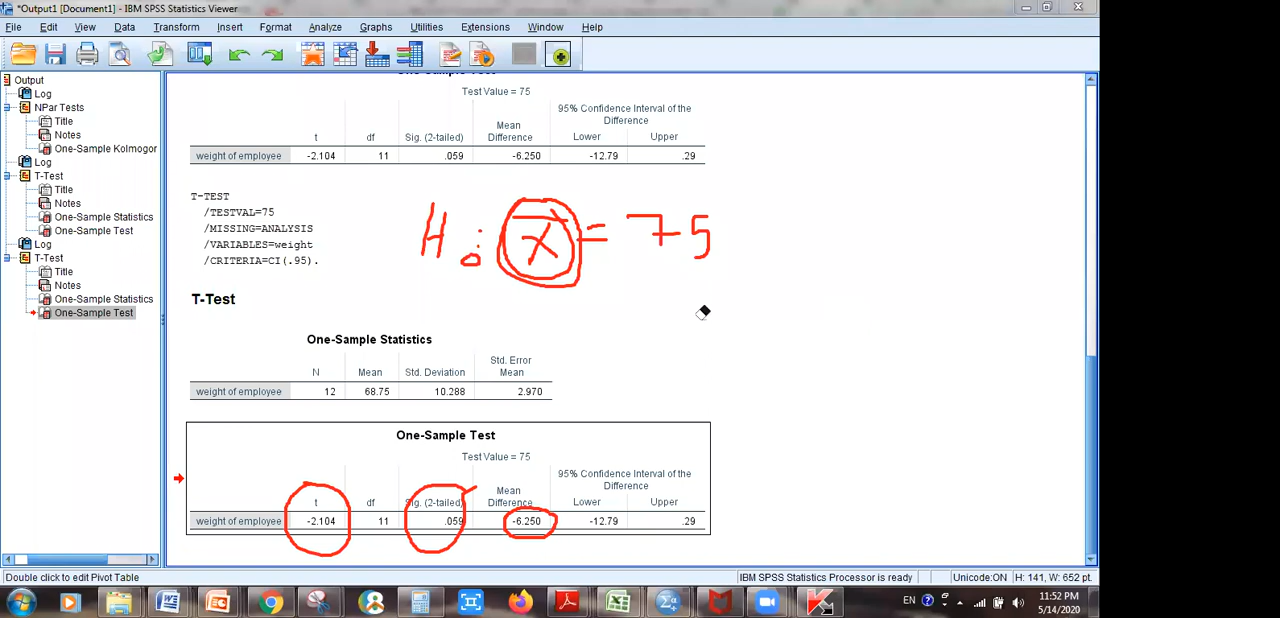 *Output1 [Document1] - IBM SPSS Statistics Viewer
File Edit View Data Transform Insert Format Analyze Graphs Utilities Extensions Window Help
Output
Log
NPar Tests
Title
Notes
One-Sample Kolmogor
Log
T-Test
Title
Notes
One-Sample Statistics
One-Sample Test
Log
T-Test
Title
Notes
One-Sample Statistics
One-Sample Test
One-Sample Test
Test Value = 75
95% Confidence Interval of the Difference
t df Sig. (2-tailed) Mean Difference Lower Upper
weight of employee -2.104 11 .059 -6.250 -12.79 .29
T-TEST
/TESTVAL=75
/MISSING=ANALYSIS
/VARIABLES=weight
/CRITERIA=CI(.95).
H₀: x̅ = 75
T-Test
One-Sample Statistics
N Mean Std. Deviation Std. Error Mean
weight of employee 12 68.75 10.288 2.970
One-Sample Test
Test Value = 75
95% Confidence Interval of the Difference
t df Sig. (2-tailed) Mean Difference Lower Upper
weight of employee -2.104 11 .059 -6.250 -12.79 .29
Double click to edit Pivot Table
IBM SPSS Statistics Processor is ready
Unicode:ON H: 141, W: 652 pt.
EN
11:52 PM
5/14/2020